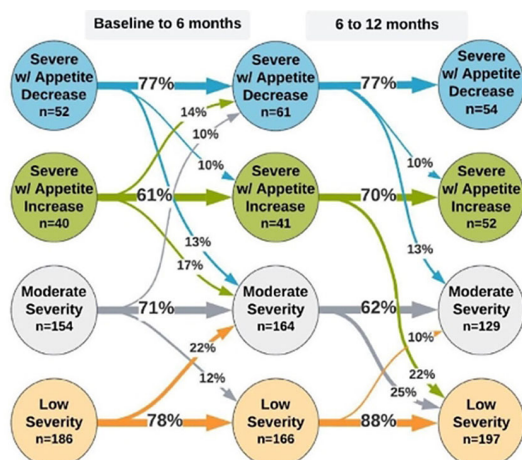 Baseline to 6 months
6 to 12 months
Severe
w/ Appetite
Decrease
n=52
77%
Severe
w/ Appetite
Decrease
n=61
77%
Severe
w/ Appetite
Decrease
n=54
14%
10%
10%
10%
Severe
w/ Appetite
Increase
n=40
61%
Severe
w/ Appetite
Increase
n=41
70%
Severe
w/ Appetite
Increase
n=52
13%
17%
13%
Moderate
Severity
n=154
71%
Moderate
Severity
n=164
62%
Moderate
Severity
n=129
22%
12%
10%
22%
25%
Low
Severity
n=186
78%
Low
Severity
n=166
88%
Low
Severity
n=197